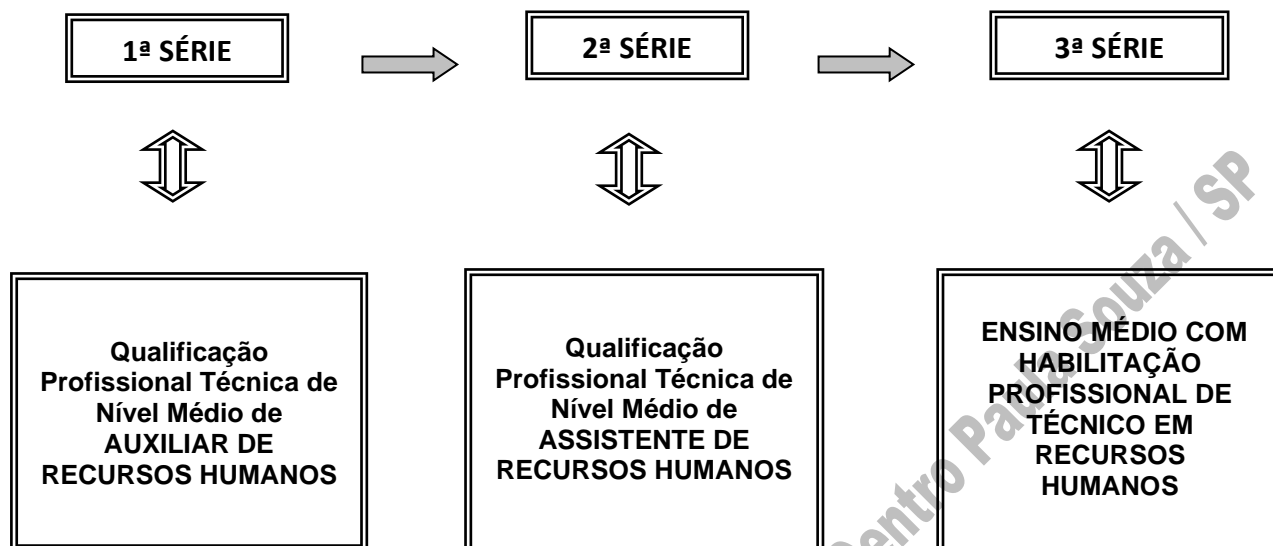 1ª SÉRIE
2ª SÉRIE
3ª SÉRIE
Qualificação
Profissional Técnica de
Nível Médio de
AUXILIAR DE
RECURSOS HUMANOS
Qualificação
Profissional Técnica de
Nível Médio de
ASSISTENTE DE
RECURSOS HUMANOS
ENSINO MÉDIO COM
HABILITAÇÃO
PROFISSIONAL DE
TÉCNICO EM
RECURSOS
HUMANOS
Centro Paula Souza / SP